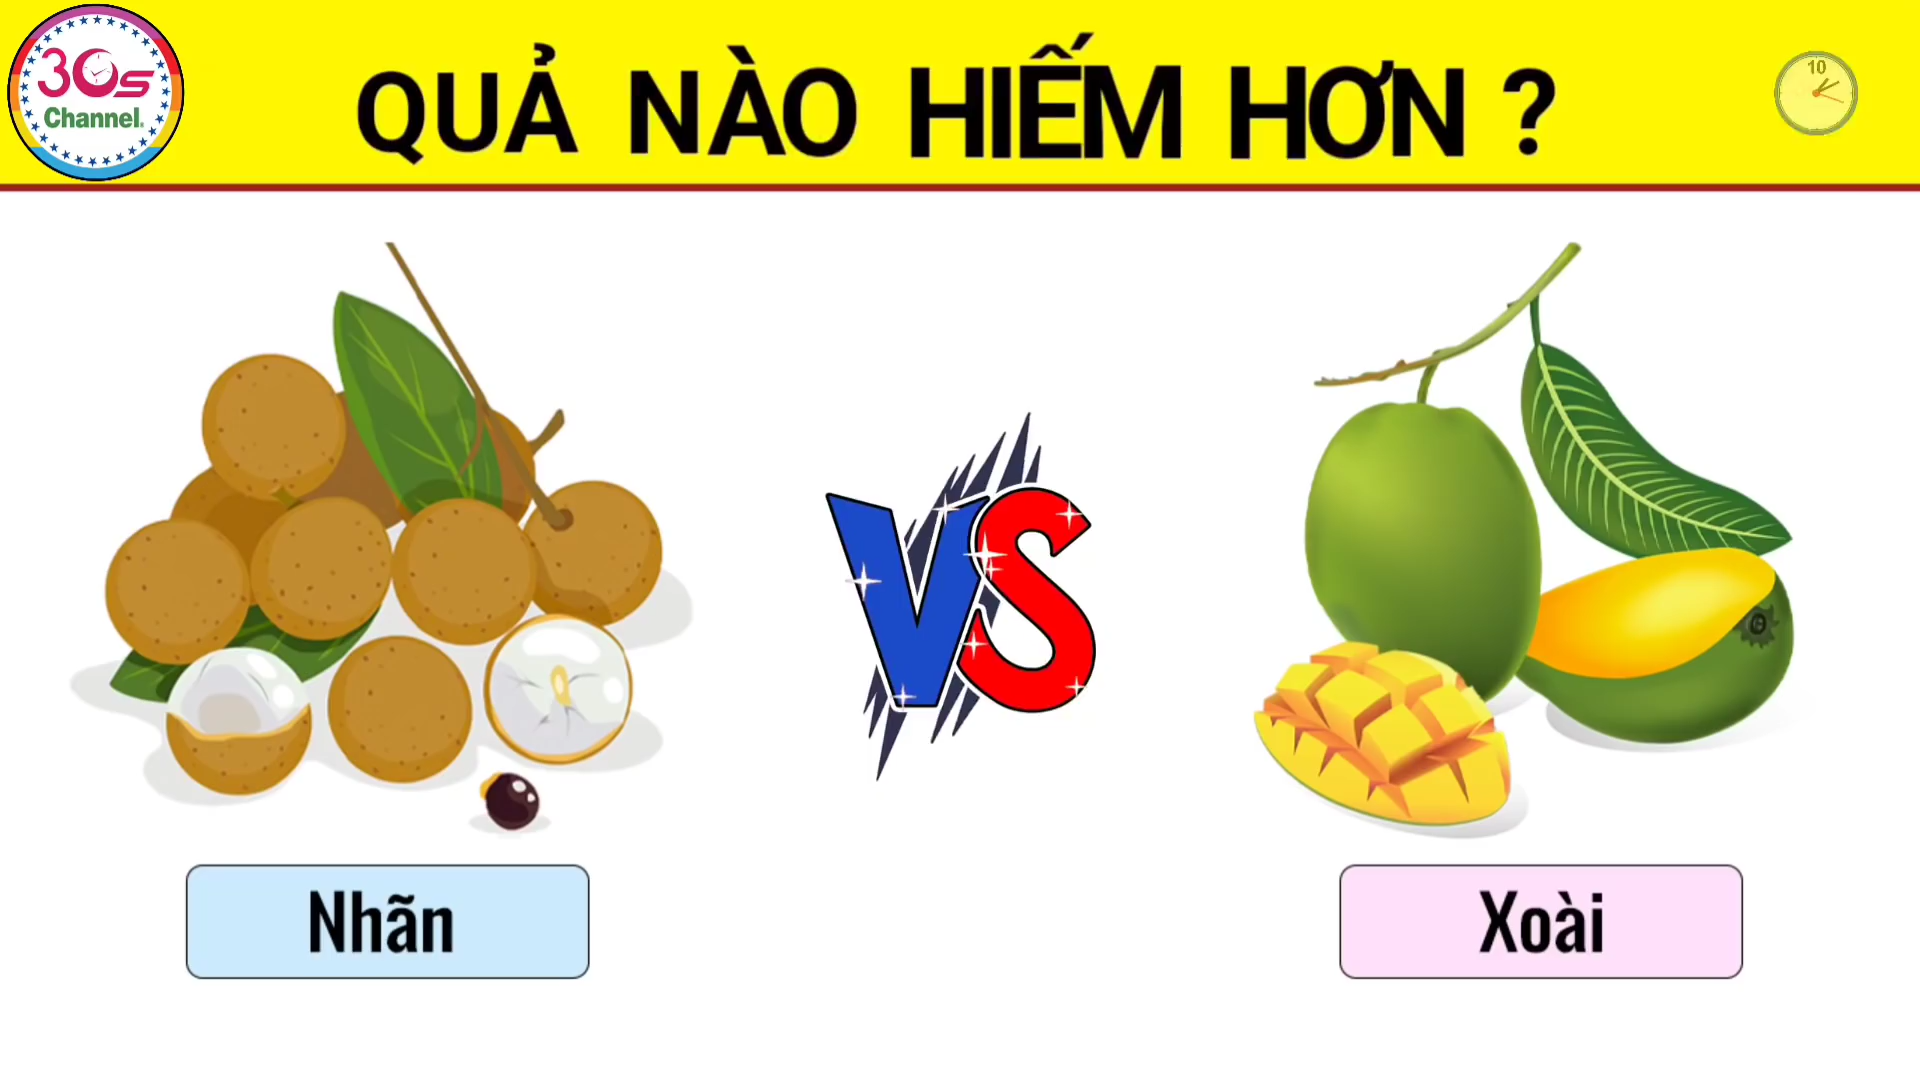 30s
Channel.
QUẢ NÀO HIẾM HƠN ?
10
VS
Nhãn
Xoài